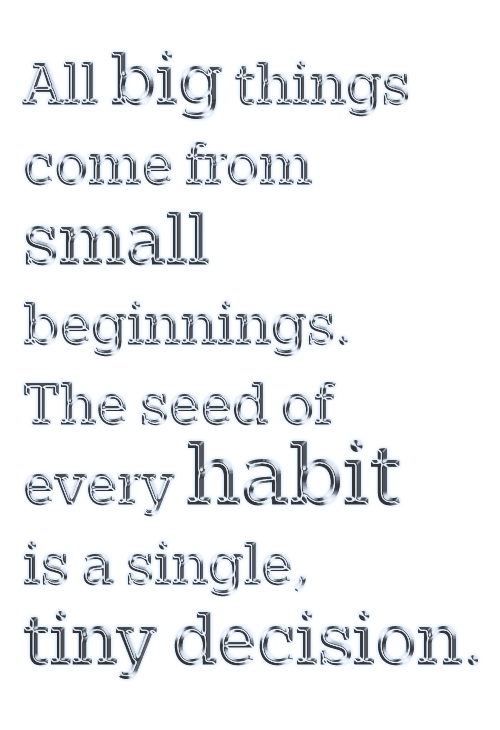 All big things
come from
small
beginnings.
The seed of
every habit
is a single,
tiny decision.